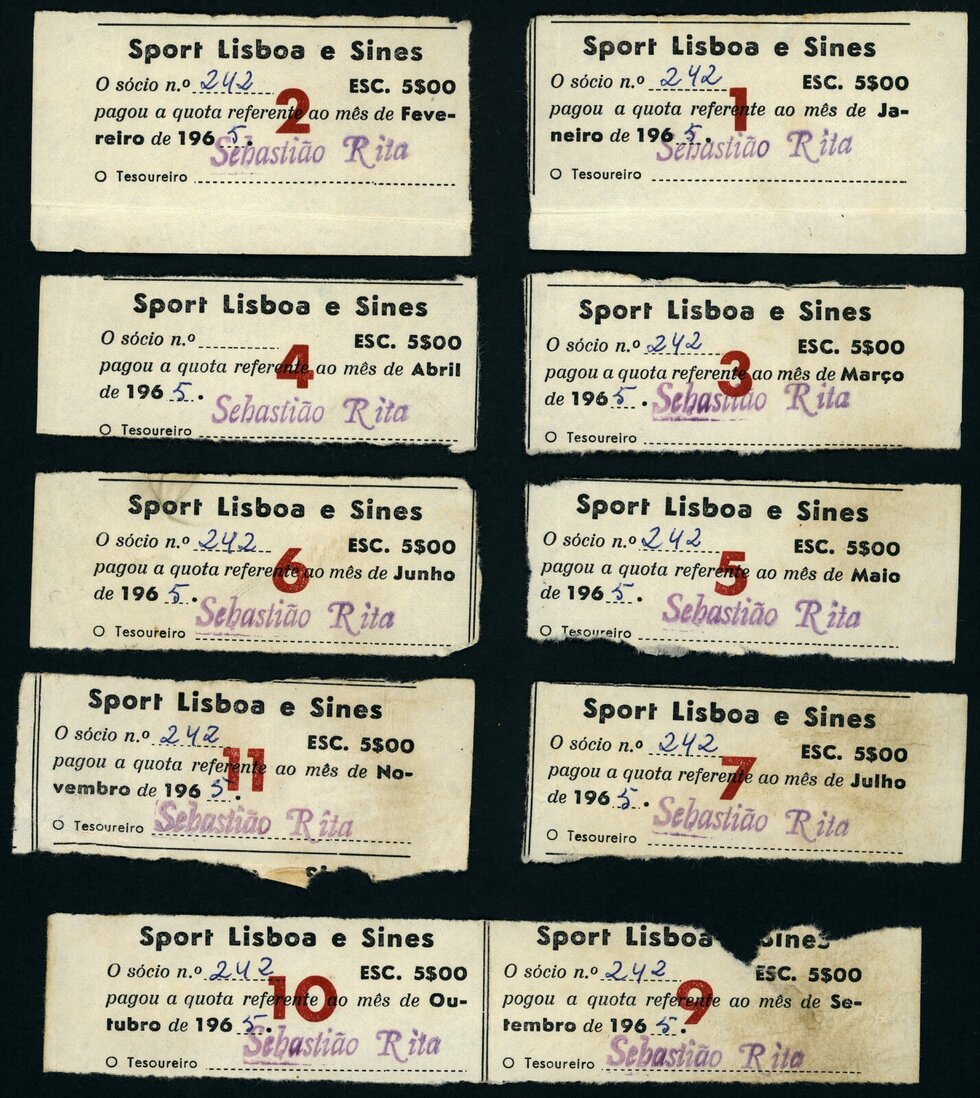 Sport Lisboa e Sines
O sócio n.º 242 ESC. 5$00
2
pagou a quota referente ao mês de Feve-
reiro de 1965.
Sebastião Rita
O Tesoureiro
Sport Lisboa e Sines
O sócio n.º 242 ESC. 5$00
1
pagou a quota referente ao mês de Ja-
neiro de 1965.
Sebastião Rita
O Tesoureiro
Sport Lisboa e Sines
O sócio n.º ESC. 5$00
4
pagou a quota referente ao mês de Abril
de 1965.
Sebastião Rita
O Tesoureiro
Sport Lisboa e Sines
O sócio n.º 242 ESC. 5$00
3
pagou a quota referente ao mês de Março
de 1965.
Sebastião Rita
O Tesoureiro
Sport Lisboa e Sines
O sócio n.º 242 ESC. 5$00
6
pagou a quota referente ao mês de Junho
de 1965.
Sebastião Rita
O Tesoureiro
Sport Lisboa e Sines
O sócio n.º 242 ESC. 5$00
5
pagou a quota referente ao mês de Maio
de 1965.
Sebastião Rita
O Tesoureiro
Sport Lisboa e Sines
O sócio n.º 242 ESC. 5$00
11
pagou a quota referente ao mês de No-
vembro de 1965.
Sebastião Rita
O Tesoureiro
Sport Lisboa e Sines
O sócio n.º 242 ESC. 5$00
7
pagou a quota referente ao mês de Julho
de 1965.
Sebastião Rita
O Tesoureiro
Sport Lisboa e Sines
O sócio n.º 242 ESC. 5$00
10
pagou a quota referente ao mês de Ou-
tubro de 1965.
Sebastião Rita
O Tesoureiro
Sport Lisboa Sines
O sócio n.º 242 ESC. 5$00
9
pogou a quota referente ao mês de Se-
tembro de 1965.
Sebastião Rita
O Tesoureiro